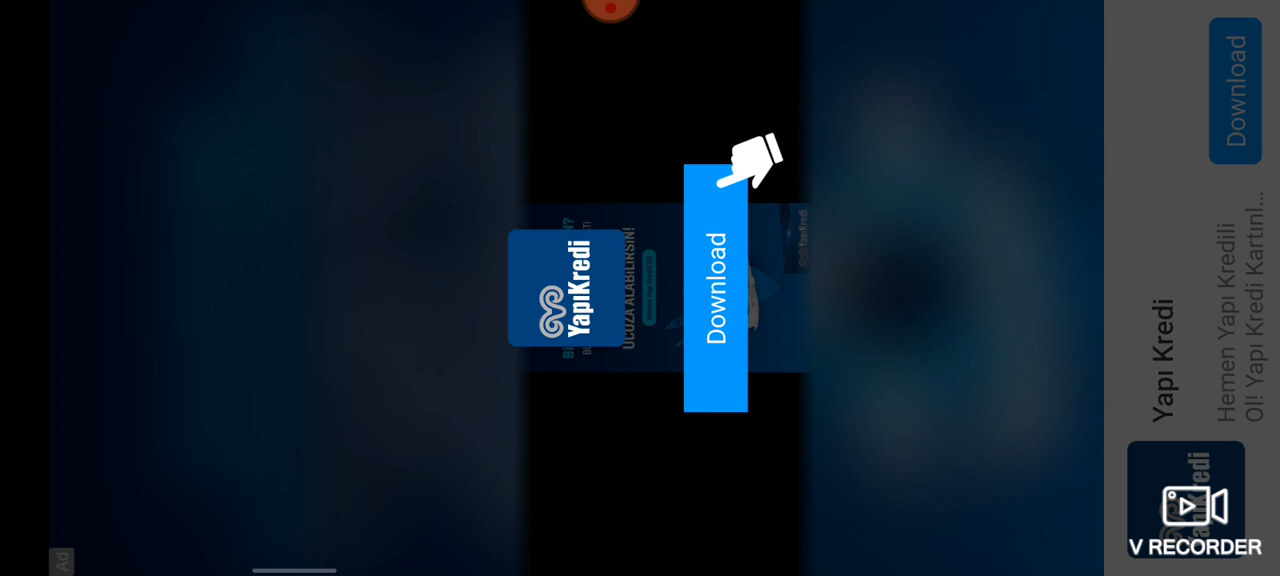 Ad
YapıKredi
UCUZA ALABİLİRSİN!
Download
YapıKredi
Yapı Kredi
Hemen Yapı Kredili
Ol! Yapı Kredi Kartınl...
Download
V RECORDER